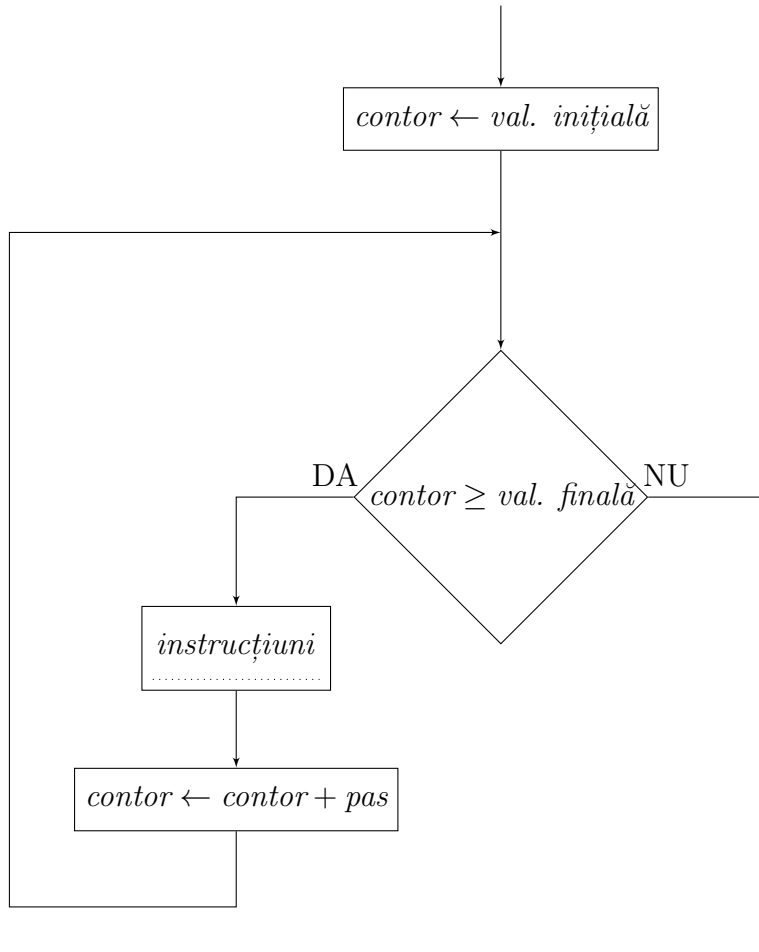 contor ← val. inițială
DA
contor ≥ val. finală
NU
instrucțiuni
contor ← contor + pas